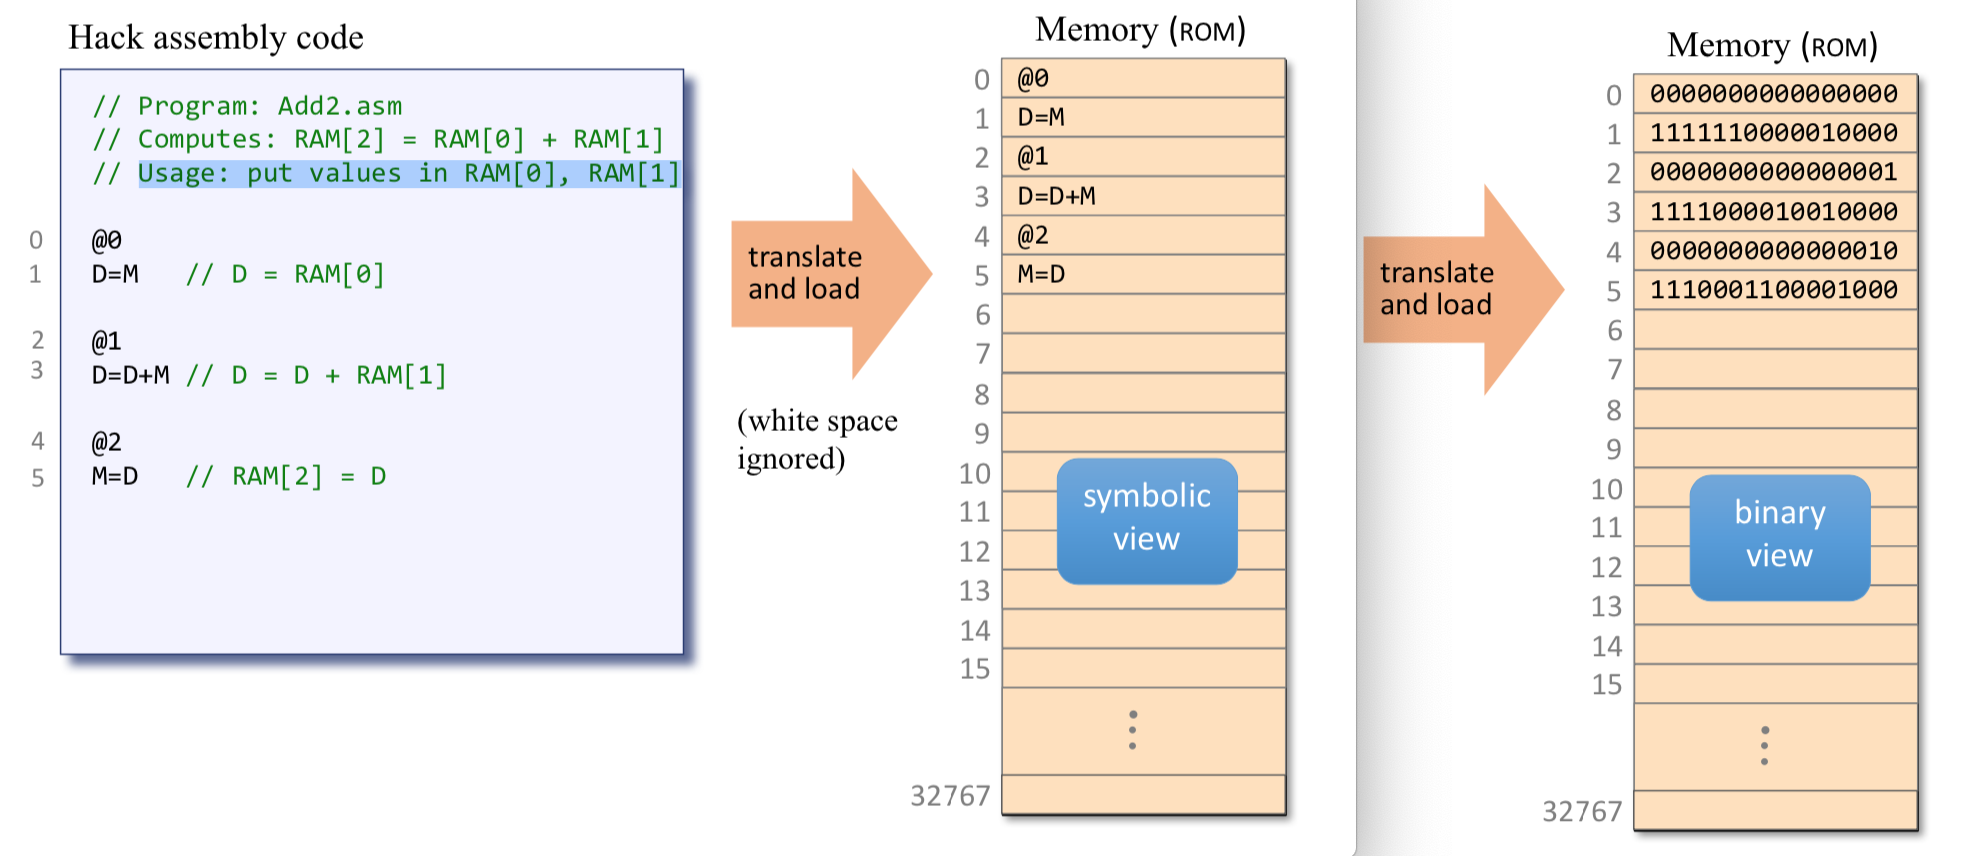 Hack assembly code
// Program: Add2.asm
// Computes: RAM[2] = RAM[0] + RAM[1]
// Usage: put values in RAM[0], RAM[1]
0 @0
1 D=M // D = RAM[0]
2 @1
3 D=D+M // D = D + RAM[1]
4 @2
5 M=D // RAM[2] = D
translate
and load
(white space
ignored)
Memory (ROM)
0 @0
1 D=M
2 @1
3 D=D+M
4 @2
5 M=D
6
7
8
9
10
11
12
13
14
15
32767
symbolic
view
translate
and load
Memory (ROM)
0 0000000000000000
1 1111110000010000
2 0000000000000001
3 1111000010010000
4 0000000000000010
5 1110001100001000
6
7
8
9
10
11
12
13
14
15
32767
binary
view